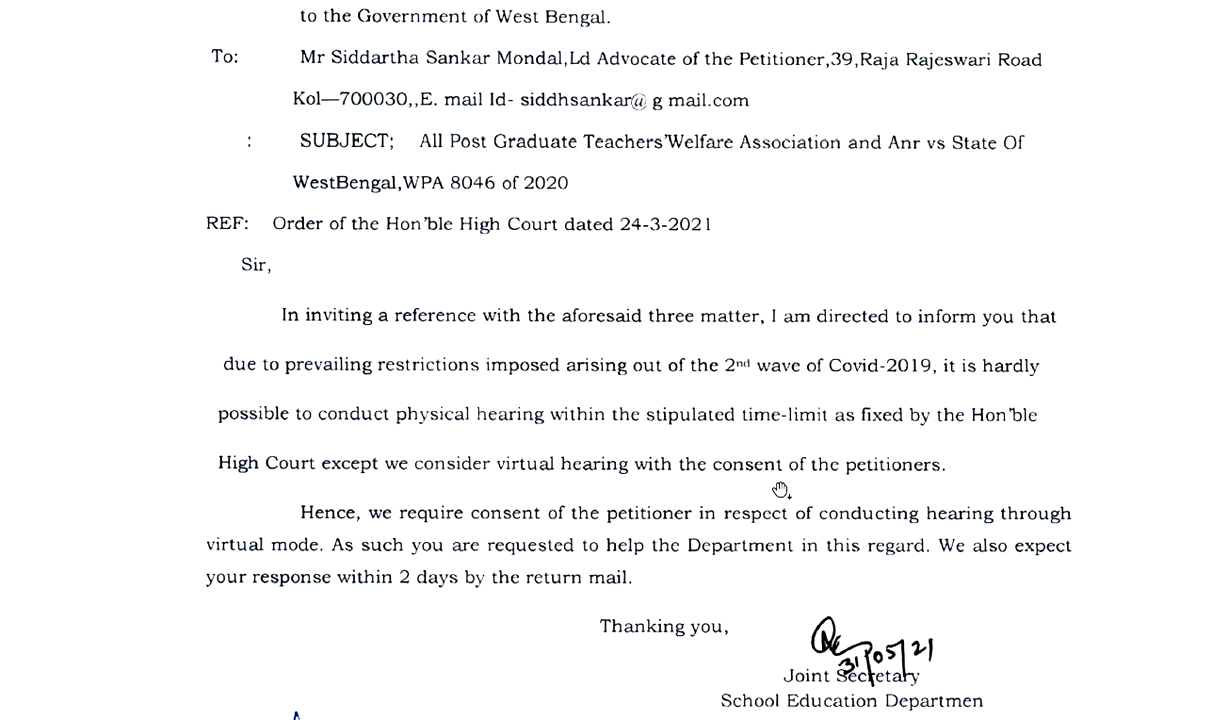 to the Government of West Bengal.
To: Mr Siddartha Sankar Mondal,Ld Advocate of the Petitioner,39,Raja Rajeswari Road
Kol—700030,,E. mail Id- siddhsankar@ g mail.com
: SUBJECT; All Post Graduate Teachers'Welfare Association and Anr vs State Of
WestBengal,WPA 8046 of 2020
REF: Order of the Hon'ble High Court dated 24-3-2021
Sir,
In inviting a reference with the aforesaid three matter, I am directed to inform you that
due to prevailing restrictions imposed arising out of the 2nd wave of Covid-2019, it is hardly
possible to conduct physical hearing within the stipulated time-limit as fixed by the Hon'ble
High Court except we consider virtual hearing with the consent of the petitioners.
Hence, we require consent of the petitioner in respect of conducting hearing through
virtual mode. As such you are requested to help the Department in this regard. We also expect
your response within 2 days by the return mail.
Thanking you,
31/05/21
Joint Secretary
School Education Departmen